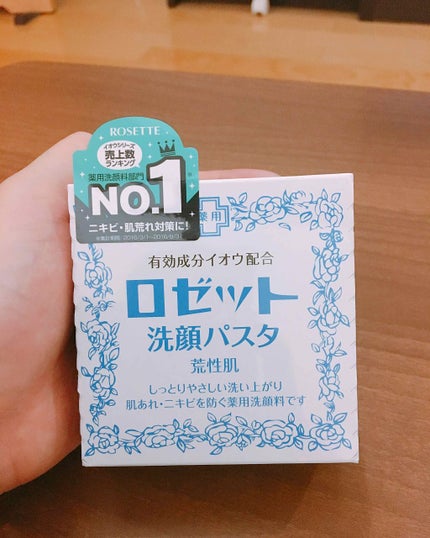 ROSETTE
イオウシリーズ
売上数
ランキング
薬用洗顔料部門
NO.1
ニキビ・肌荒れ対策に!
薬用
有効成分イオウ配合
ロゼット
洗顔パスタ
荒性肌
しっとりやさしい洗い上がり
肌あれ・ニキビを防ぐ薬用洗顔料です